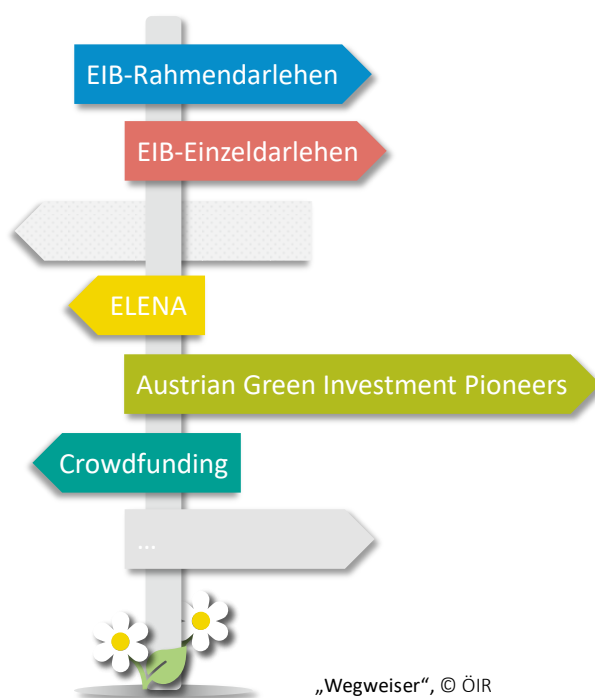 EIB-Rahmendarlehen
EIB-Einzeldarlehen
ELENA
Austrian Green Investment Pioneers
Crowdfunding
...
„Wegweiser“, © ÖIR